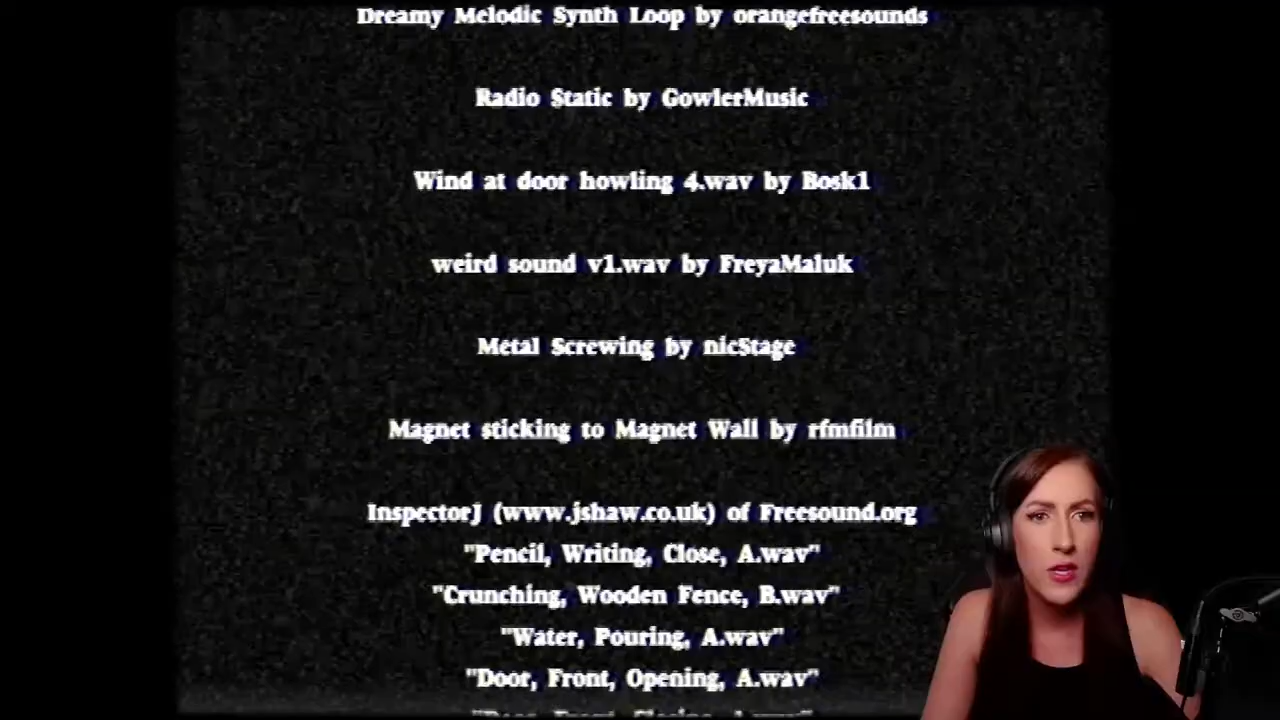 Dreamy Melodic Synth Loop by orangefreesounds
Radio Static by GowlerMusic
Wind at door howling 4.wav by Bosk1
weird sound v1.wav by FreyaMaluk
Metal Screwing by nicStage
Magnet sticking to Magnet Wall by rfmfilm
InspectorJ (www.jshaw.co.uk) of Freesound.org
"Pencil, Writing, Close, A.wav"
"Crunching, Wooden Fence, B.wav"
"Water, Pouring, A.wav"
"Door, Front, Opening, A.wav"